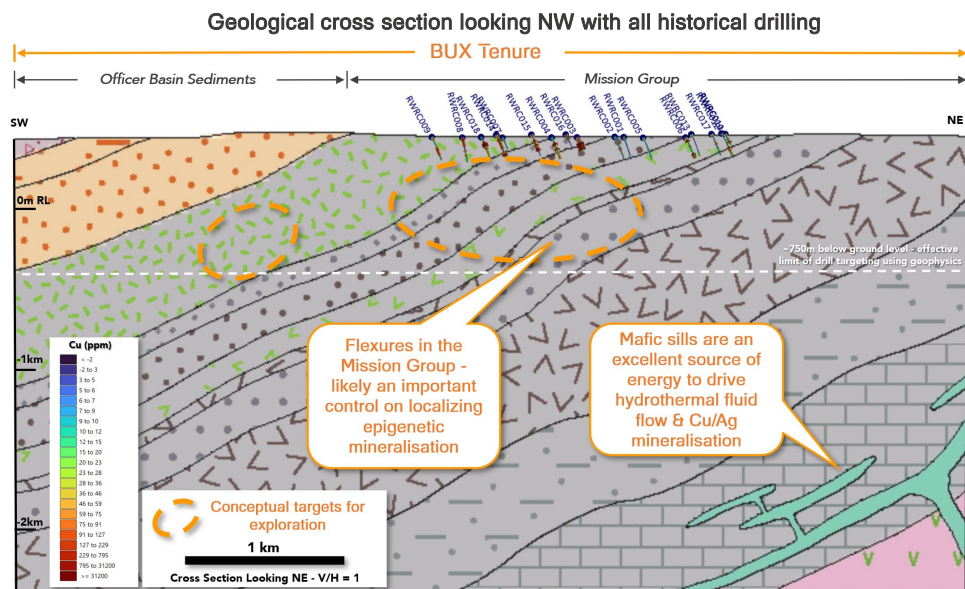 Geological cross section looking NW with all historical drilling
BUX Tenure
Officer Basin Sediments
Mission Group
SW
NE
RWRC009
RWRC008
RWRC018
RWRC015
RWRC004
RWRC003
RWRC002
RWRC001
RWRC005
RWRC013
RWRC017
0m RL
~750m below ground level - effective
limit of drill targeting using geophysics
-1km
-2km
Flexures in the
Mission Group -
likely an important
control on localizing
epigenetic
mineralisation
Mafic sills are an
excellent source of
energy to drive
hydrothermal fluid
flow & Cu/Ag
mineralisation
Cu (ppm)
< -2
-2 to 3
3 to 5
5 to 6
6 to 7
7 to 9
9 to 10
10 to 12
12 to 15
15 to 20
20 to 23
23 to 28
28 to 36
36 to 46
46 to 59
59 to 75
75 to 91
91 to 127
127 to 229
229 to 795
795 to 31200
>= 31200
Conceptual targets for
exploration
1 km
Cross Section Looking NE - V/H = 1